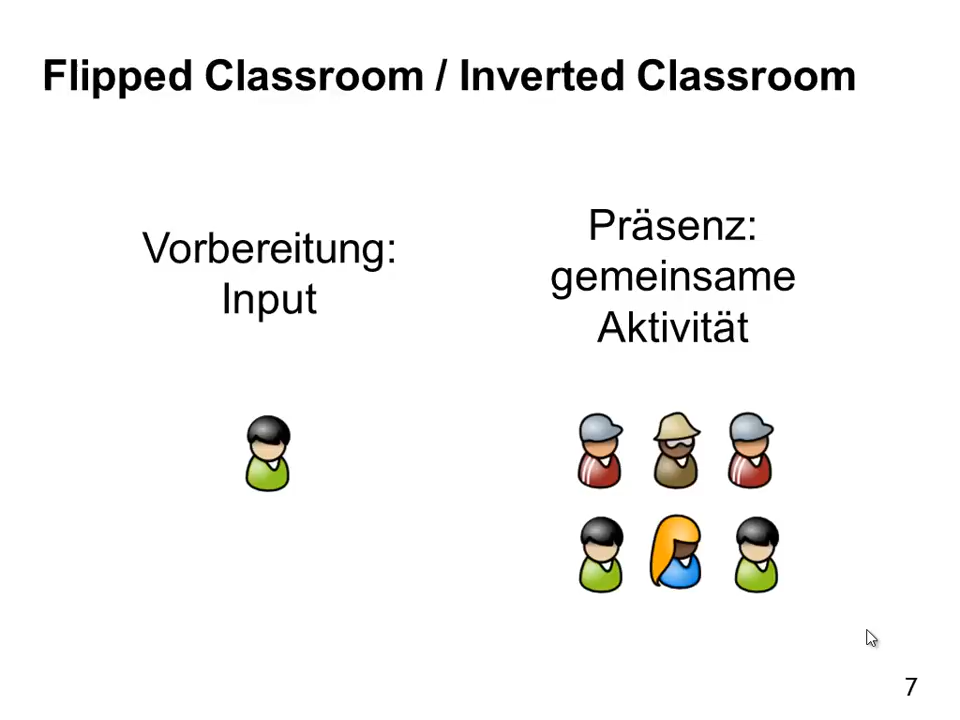 Flipped Classroom / Inverted Classroom
Vorbereitung:
Input
Präsenz:
gemeinsame
Aktivität
7